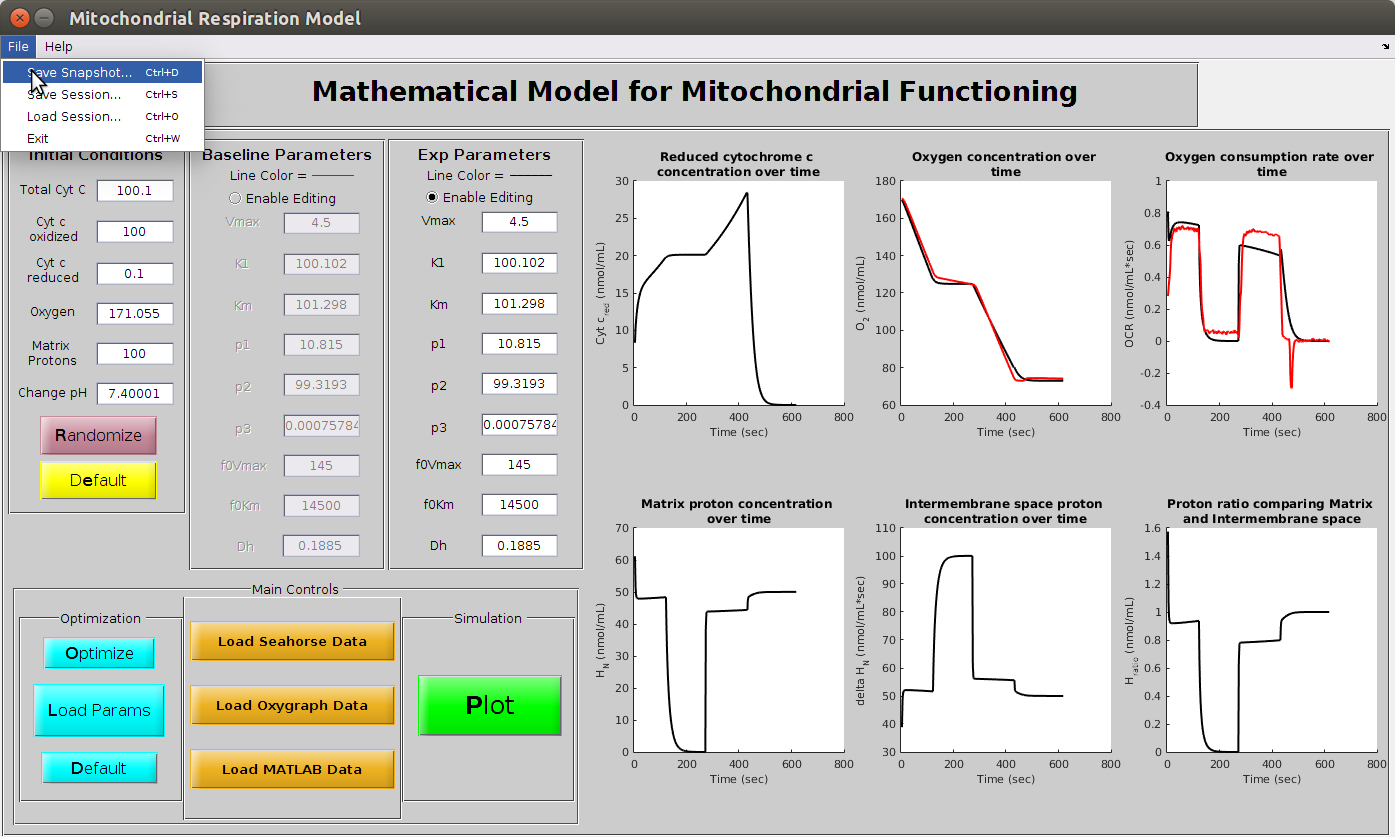 Mitochondrial Respiration Model
File Help
Save Snapshot... Ctrl+D
Save Session... Ctrl+S
Load Session... Ctrl+O
Exit Ctrl+W
Mathematical Model for Mitochondrial Functioning
Initial Conditions
Total Cyt C 100.1
Cyt c
oxidized
100
Cyt c
reduced
0.1
Oxygen 171.055
Matrix
Protons
100
Change pH 7.40001
Randomize
Default
Baseline Parameters
Line Color =
Enable Editing
Vmax 4.5
K1 100.102
Km 101.298
p1 10.815
p2 99.3193
p3 0.00075784
f0Vmax 145
f0Km 14500
Dh 0.1885
Exp Parameters
Line Color =
Enable Editing
Vmax 4.5
K1 100.102
Km 101.298
p1 10.815
p2 99.3193
p3 0.00075784
f0Vmax 145
f0Km 14500
Dh 0.1885
Main Controls
Optimization
Optimize
Load Params
Default
Load Seahorse Data
Load Oxygraph Data
Load MATLAB Data
Simulation
Plot
Reduced cytochrome c
concentration over time
Cyt c_red (nmol/mL)
30
25
20
15
10
5
0
0 200 400 600 800
Time (sec)
Oxygen concentration over
time
O2 (nmol/mL)
180
160
140
120
100
80
60
0 200 400 600 800
Time (sec)
Oxygen consumption rate over
time
OCR (nmol/mL*sec)
1
0.8
0.6
0.4
0.2
0
-0.2
-0.4
0 200 400 600 800
Time (sec)
Matrix proton concentration
over time
H_N (nmol/mL)
70
60
50
40
30
20
10
0
0 200 400 600 800
Time (sec)
Intermembrane space proton
concentration over time
delta H_N (nmol/mL*sec)
110
100
90
80
70
60
50
40
30
0 200 400 600 800
Time (sec)
Proton ratio comparing Matrix
and Intermembrane space
H_ratio (nmol/mL)
1.6
1.4
1.2
1
0.8
0.6
0.4
0.2
0
0 200 400 600 800
Time (sec)